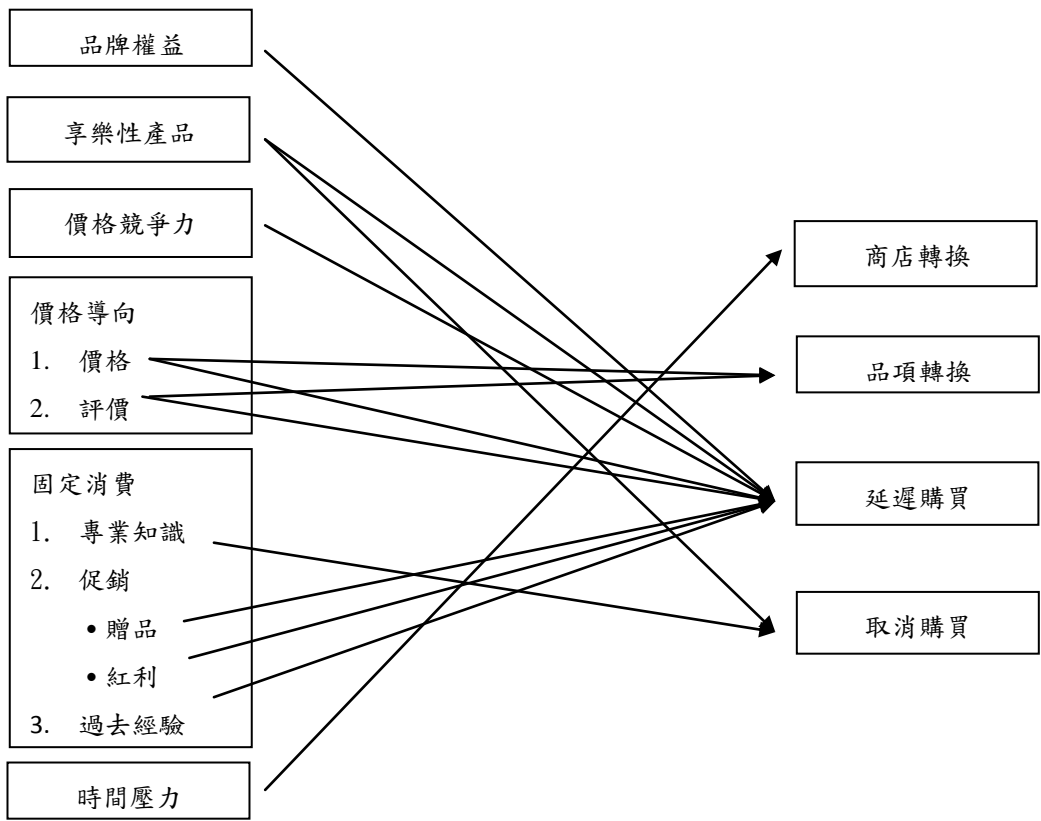 品牌權益
享樂性產品
價格競爭力
價格導向
1. 價格
2. 評價
固定消費
1. 專業知識
2. 促銷
•贈品
•紅利
3. 過去經驗
時間壓力
商店轉換
品項轉換
延遲購買
取消購買